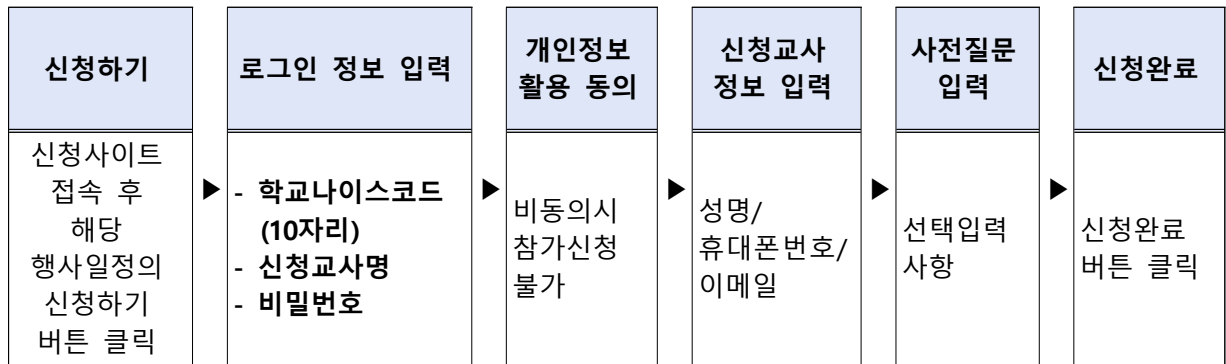 신청하기
로그인 정보 입력
개인정보
활용 동의
신청교사
정보 입력
사전질문
입력
신청완료
신청사이트
접속 후
해당
행사일정의
신청하기
버튼 클릭
▶
- 학교나이스코드
(10자리)
- 신청교사명
- 비밀번호
▶
비동의시
참가신청
불가
▶
성명/
휴대폰번호/
이메일
▶
선택입력
사항
▶
신청완료
버튼 클릭